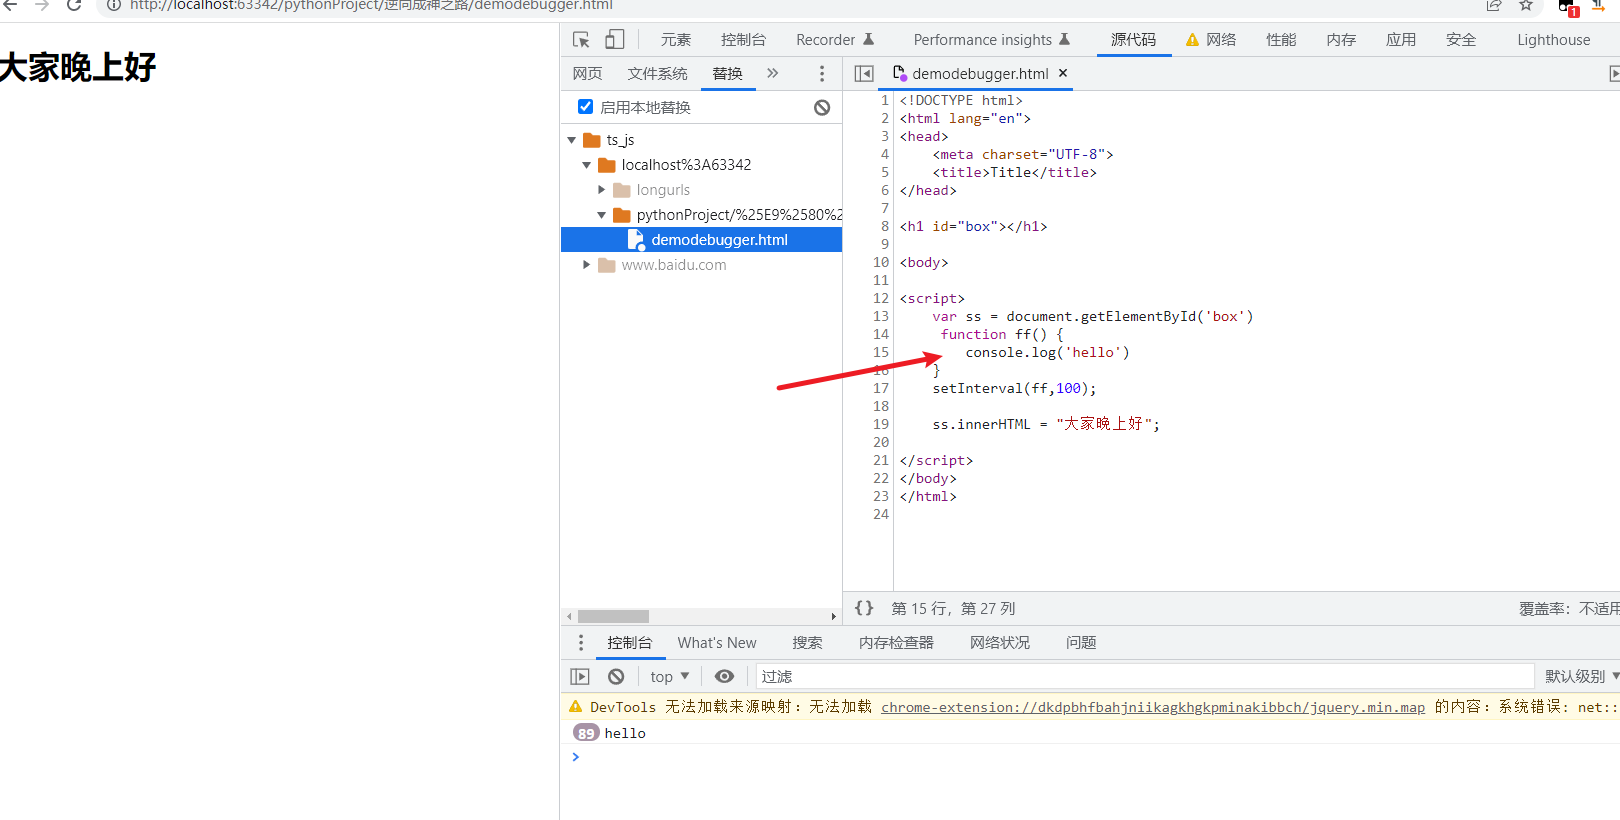 http://localhost:63342/pythonProject/逆向成神之路/demodebugger.html
1
大家晚上好
元素 控制台 Recorder Performance insights 源代码 网络 性能 内存 应用 安全 Lighthouse
网页 文件系统 替换 »
demodebugger.html ×
启用本地替换
ts_js
localhost%3A63342
longurls
pythonProject/%25E9%2580%2
demodebugger.html
www.baidu.com
1 <!DOCTYPE html>
2 <html lang="en">
3 <head>
4 <meta charset="UTF-8">
5 <title>Title</title>
6 </head>
7
8 <h1 id="box"></h1>
9
10 <body>
11
12 <script>
13 var ss = document.getElementById('box')
14 function ff() {
15 console.log('hello')
16 }
17 setInterval(ff,100);
18
19 ss.innerHTML = "大家晚上好";
20
21 </script>
22 </body>
23 </html>
24
{} 第 15 行，第 27 列 覆盖率：不适用
控制台 What's New 搜索 内存检查器 网络状况 问题
top 过滤 默认级别
DevTools 无法加载来源映射：无法加载 chrome-extension://dkdpbhfbahjniikagkhgkpminakibbch/jquery.min.map 的内容：系统错误: net::
89 hello
>